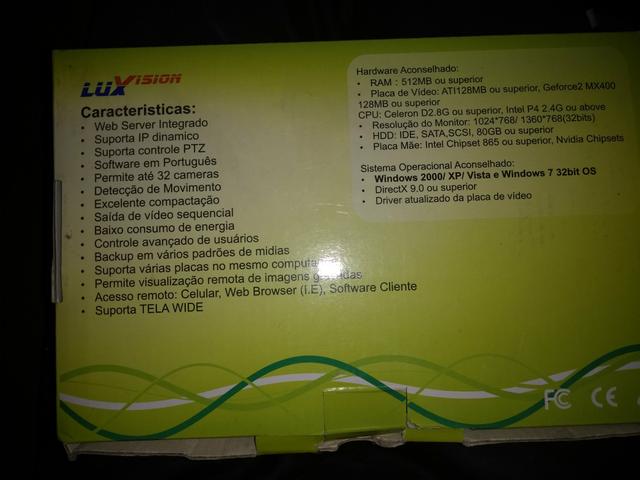 LUXVISION
Caracteristicas:
• Web Server Integrado
• Suporta IP dinamico
• Suporta controle PTZ
• Software em Português
• Permite até 32 cameras
• Detecção de Movimento
• Excelente compactação
• Saída de vídeo sequencial
• Baixo consumo de energia
• Controle avançado de usuários
• Backup em vários padrões de midias
• Suporta várias placas no mesmo computador
• Permite visualização remota de imagens gravadas
• Acesso remoto: Celular, Web Browser (I.E), Software Cliente
• Suporta TELA WIDE
Hardware Aconselhado:
• RAM : 512MB ou superior
• Placa de Vídeo: ATI128MB ou superior, Geforce2 MX400
128MB ou superior
CPU: Celeron D2.8G ou superior, Intel P4 2.4G ou above
• Resolução do Monitor: 1024*768/ 1360*768(32bits)
• HDD: IDE, SATA,SCSI, 80GB ou superior
• Placa Mãe: Intel Chipset 865 ou superior, Nvidia Chipsets
Sistema Operacional Aconselhado:
• Windows 2000/ XP/ Vista e Windows 7 32bit OS
• DirectX 9.0 ou superior
• Driver atualizado da placa de vídeo
FC CE